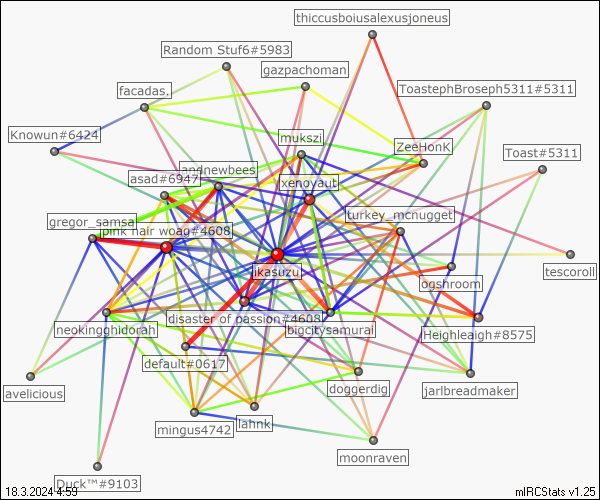 thiccusboiusalexusjoneus
Random Stuf6#5983
gazpachoman
facadas.
ToastephBroseph5311#5311
Knowun#6424
mukszi
ZeeHonK
Toast#5311
landnewbees
asad#6947
xenovaut
gregor_samsa
turkey_mcnugget
pink hair woag#4608
ikasuzu
tescoroll
ogshroom
disaster of passion#4608
neokingghidorah
bigcitysamurai
Heighleaigh#8575
default#0617
avelicious
doggerdig
jarlbreadmaker
mingus4742
lahnk
moonraven
Duck™#9103
18.3.2024 4:59
mIRCStats v1.25